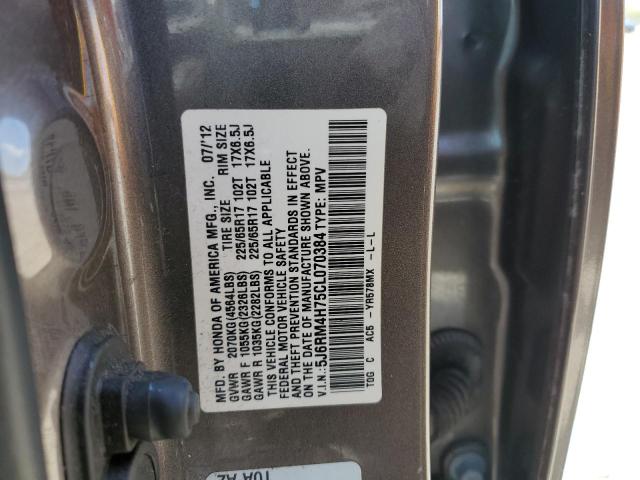 MFD. BY HONDA OF AMERICA MFG., INC. 07/'12
TIRE SIZE RIM SIZE
GVWR 2070KG(4564LBS)
GAWR F 1055KG(2326LBS) 225/65R17 102T 17X6.5J
GAWR R 1035KG(2282LBS) 225/65R17 102T 17X6.5J
THIS VEHICLE CONFORMS TO ALL APPLICABLE
FEDERAL MOTOR VEHICLE SAFETY
AND THEFT PREVENTION STANDARDS IN EFFECT
ON THE DATE OF MANUFACTURE SHOWN ABOVE.
V.I.N.:5J6RM4H75CL070384 TYPE: MPV
T0G C AC5 -YR578MX -L-L